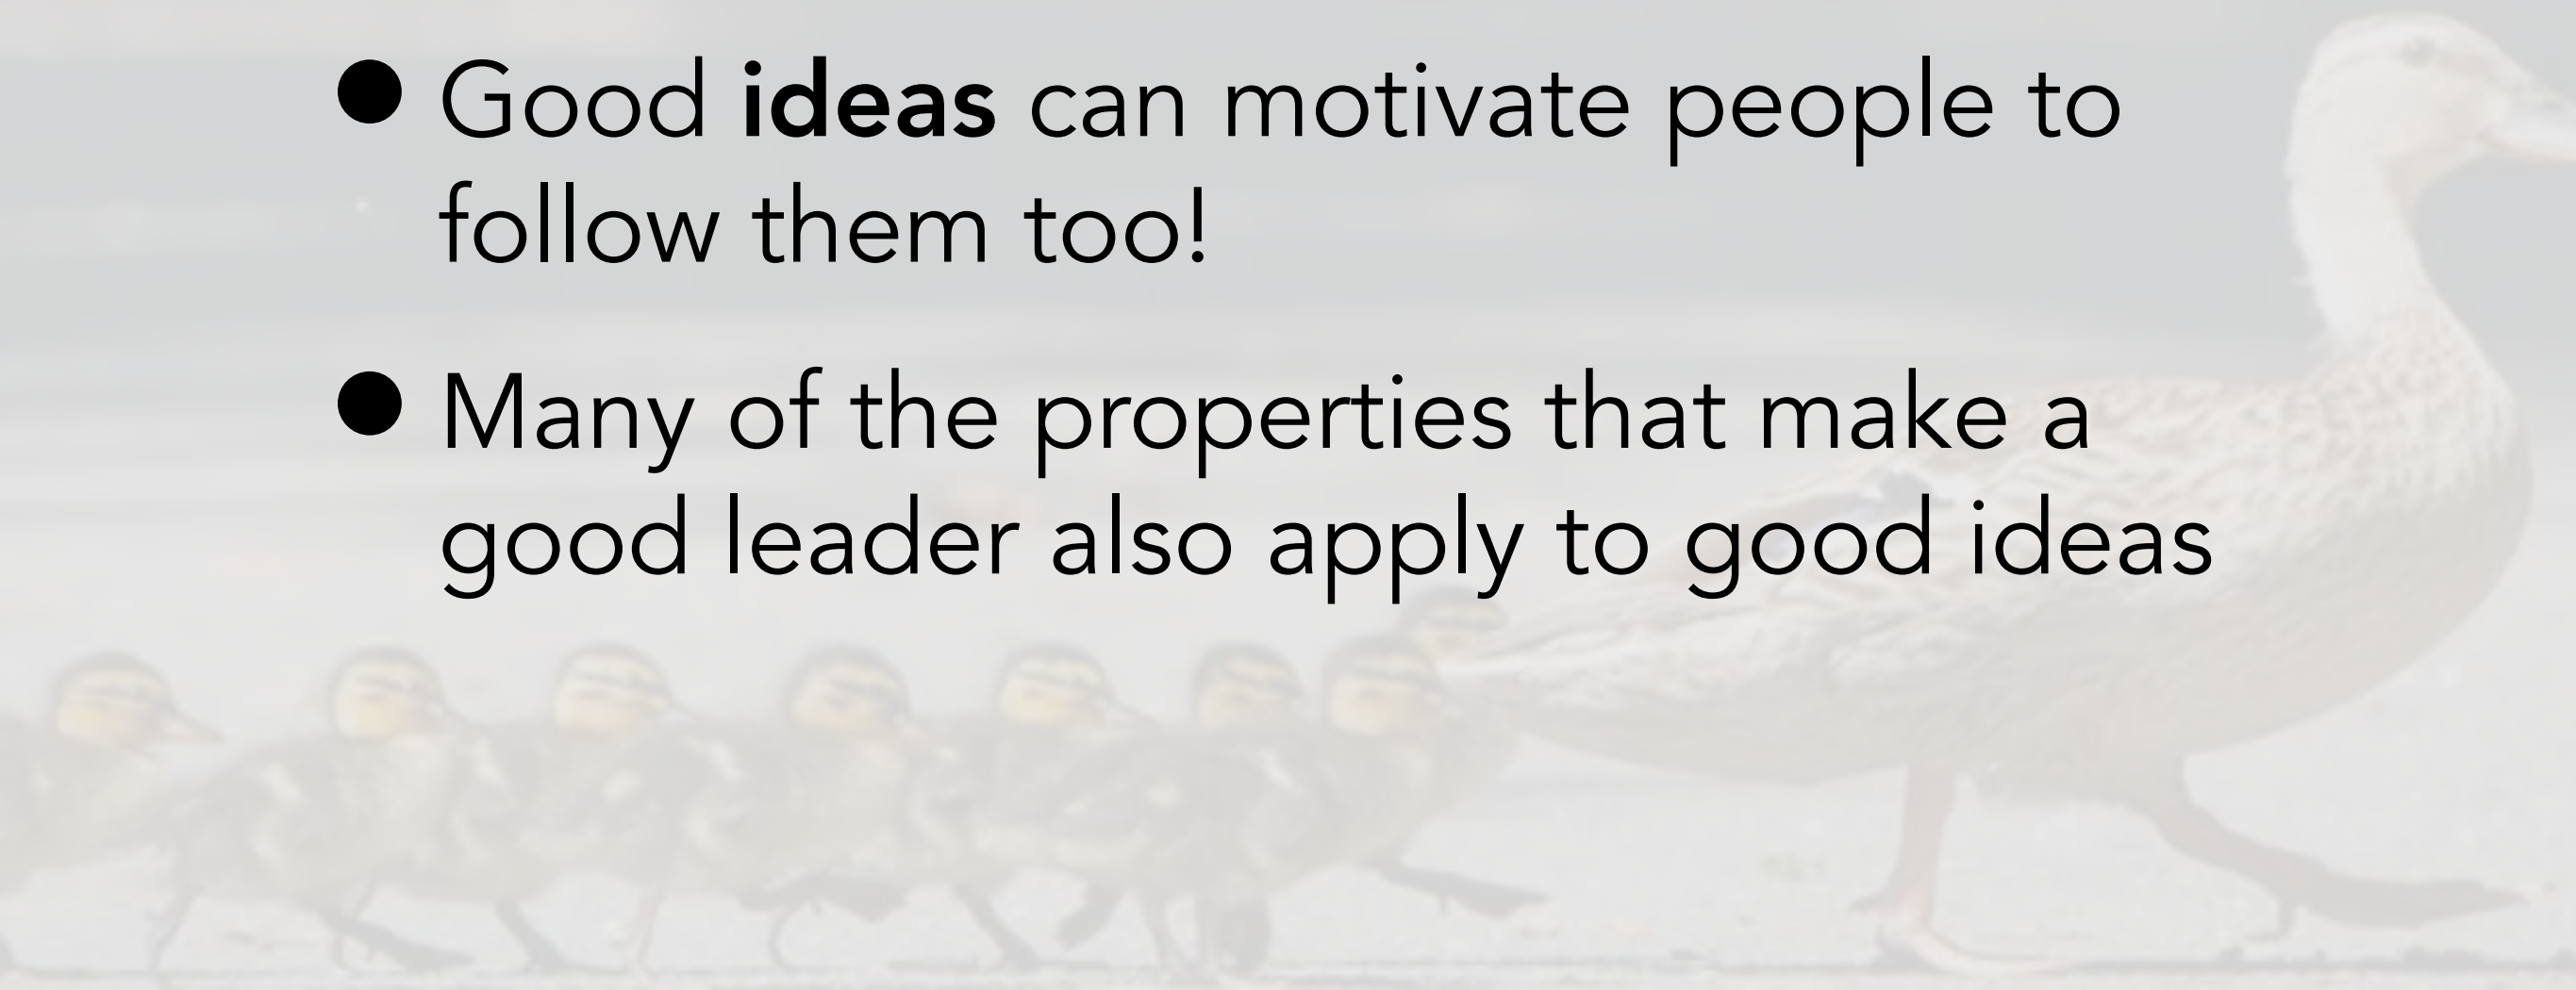 ● Good ideas can motivate people to
follow them too!
● Many of the properties that make a
good leader also apply to good ideas